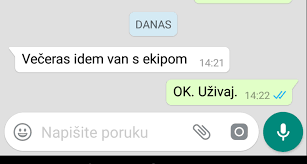 DANAS
Večeras idem van s ekipom 14:21
OK. Uživaj. 14:22
Napišite poruku